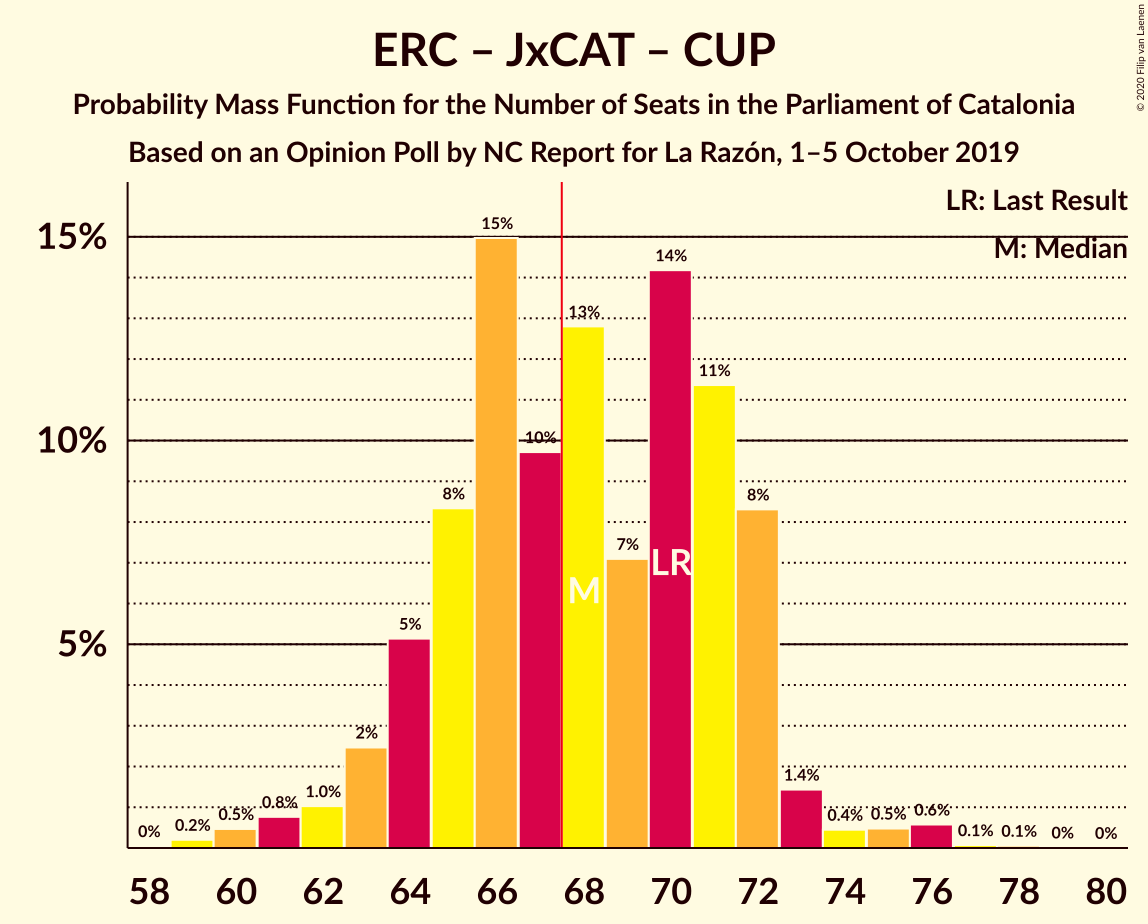 ERC – JxCAT – CUP
Probability Mass Function for the Number of Seats in the Parliament of Catalonia
Based on an Opinion Poll by NC Report for La Razón, 1–5 October 2019
© 2020 Filip van Laenen
LR: Last Result
M: Median
15%
10%
5%
0%
0.2%
0.5%
0.8%
1.0%
2%
5%
8%
15%
10%
13%
7%
14%
11%
8%
1.4%
0.4%
0.5%
0.6%
0.1%
0.1%
0%
0%
M
LR
58 60 62 64 66 68 70 72 74 76 78 80